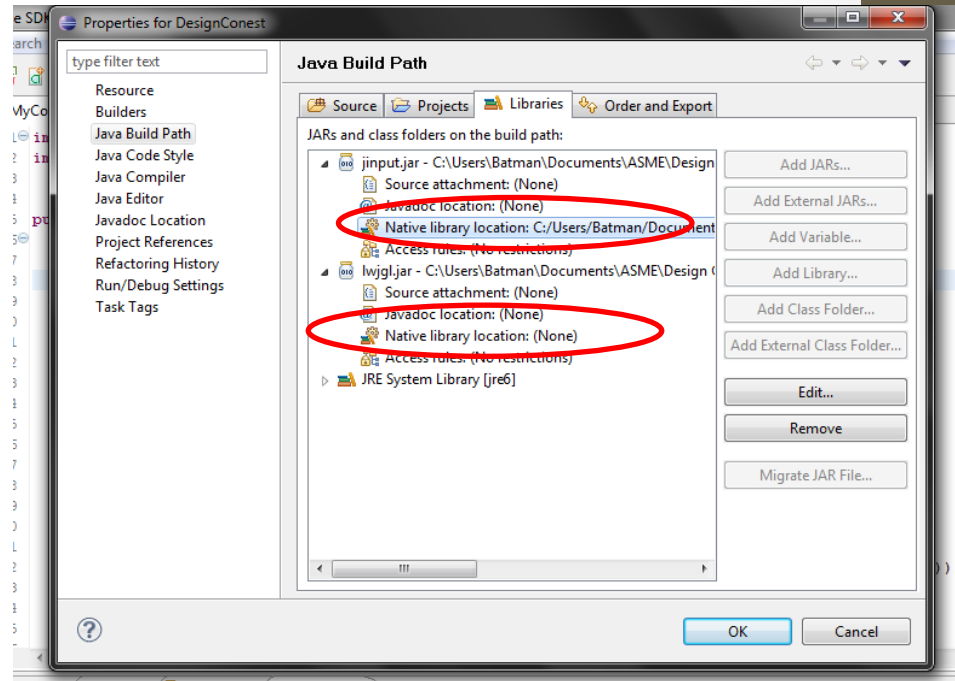 e SDK
Properties for DesignConest
earch
type filter text
Java Build Path
Resource
Builders
Java Build Path
Java Code Style
Java Compiler
Java Editor
Javadoc Location
Project References
Refactoring History
Run/Debug Settings
Task Tags
MyCo
in
in
pu
Source
Projects
Libraries
Order and Export
JARs and class folders on the build path:
jinput.jar - C:\Users\Batman\Documents\ASME\Design
Source attachment: (None)
Javadoc location: (None)
Native library location: C:/Users/Batman/Document
Access rules: (No restrictions)
lwjgl.jar - C:\Users\Batman\Documents\ASME\Design
Source attachment: (None)
Javadoc location: (None)
Native library location: (None)
Access rules: (No restrictions)
JRE System Library [jre6]
Add JARs...
Add External JARs...
Add Variable...
Add Library...
Add Class Folder...
Add External Class Folder...
Edit...
Remove
Migrate JAR File...
))
?
OK
Cancel